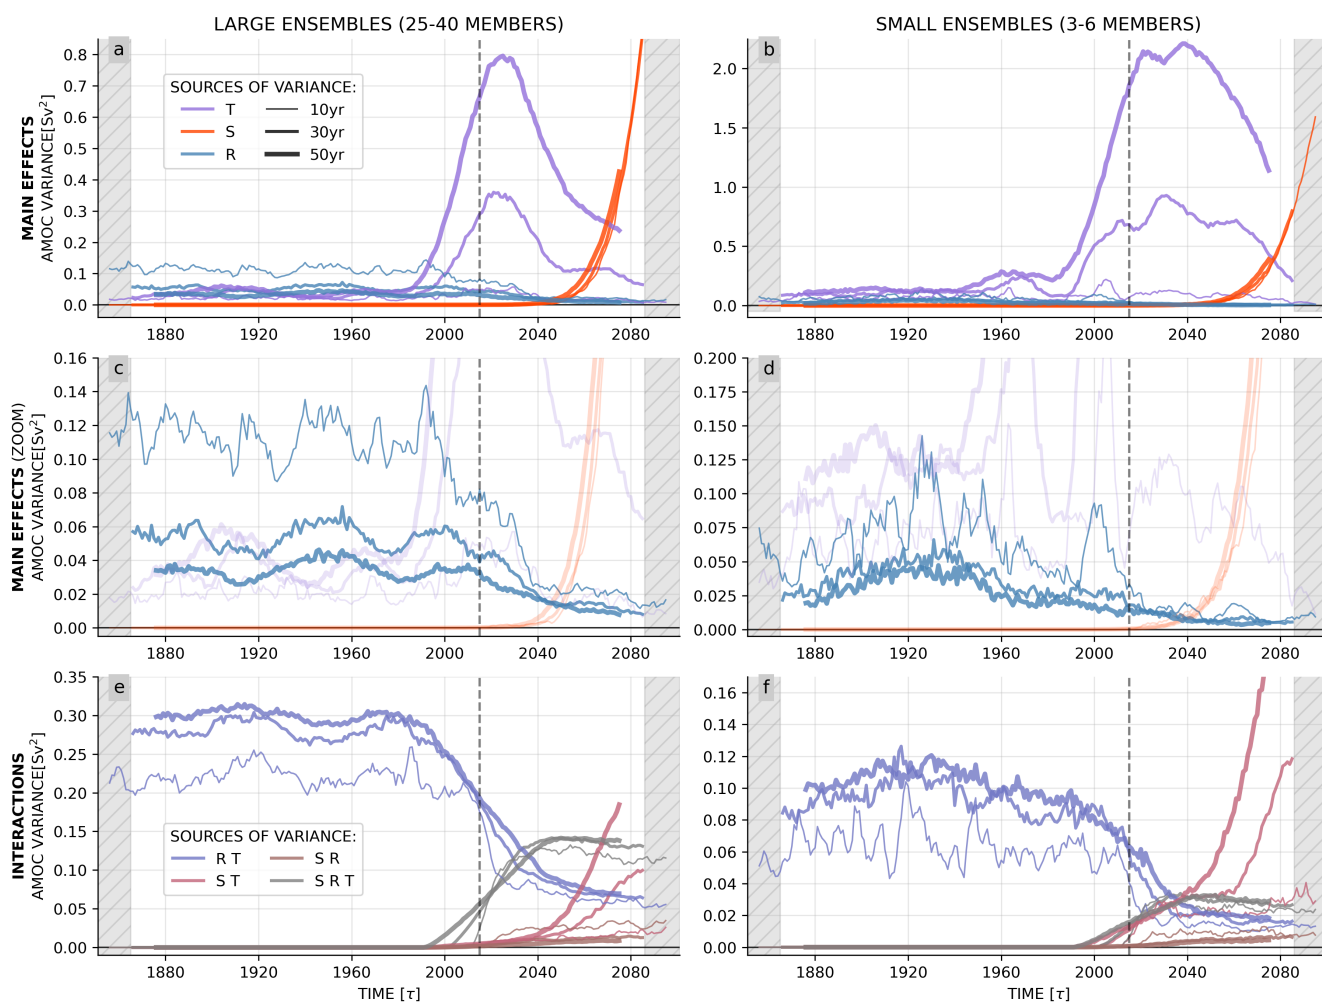 LARGE ENSEMBLES (25-40 MEMBERS)
SMALL ENSEMBLES (3-6 MEMBERS)
a
MAIN EFFECTS
AMOC VARIANCE[Sv²]
0.8
0.7
0.6
0.5
0.4
0.3
0.2
0.1
0.0
SOURCES OF VARIANCE:
T 10yr
S 30yr
R 50yr
1880 1920 1960 2000 2040 2080
b
2.0
1.5
1.0
0.5
0.0
1880 1920 1960 2000 2040 2080
c
MAIN EFFECTS (ZOOM)
AMOC VARIANCE[Sv²]
0.16
0.14
0.12
0.10
0.08
0.06
0.04
0.02
0.00
1880 1920 1960 2000 2040 2080
d
0.200
0.175
0.150
0.125
0.100
0.075
0.050
0.025
0.000
1880 1920 1960 2000 2040 2080
e
INTERACTIONS
AMOC VARIANCE[Sv²]
0.35
0.30
0.25
0.20
0.15
0.10
0.05
0.00
SOURCES OF VARIANCE:
R T S R
S T S R T
1880 1920 1960 2000 2040 2080
TIME [τ]
f
0.16
0.14
0.12
0.10
0.08
0.06
0.04
0.02
0.00
1880 1920 1960 2000 2040 2080
TIME [τ]